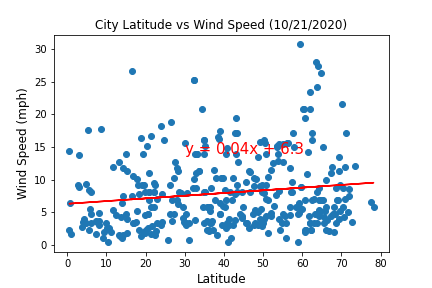 City Latitude vs Wind Speed (10/21/2020)
30
25
20
15
10
5
0
Wind Speed (mph)
y = 0.04x + 6.3
0 10 20 30 40 50 60 70 80
Latitude